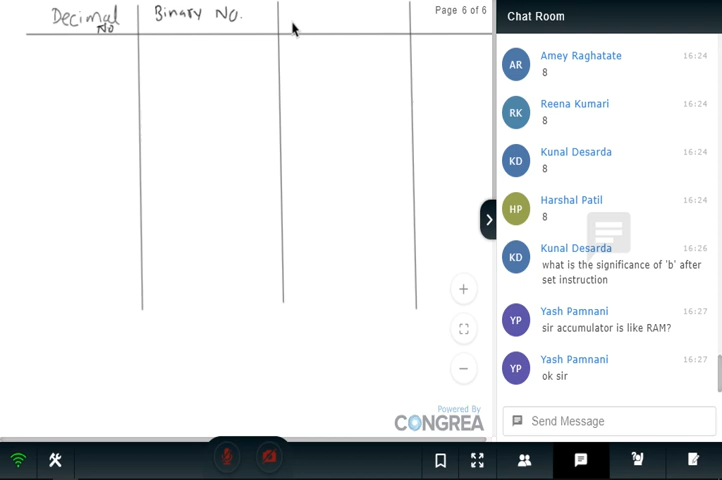 Decimal No
Binary No.
Page 6 of 6
Chat Room
AR
Amey Raghatate
16:24
8
RK
Reena Kumari
16:24
8
KD
Kunal Desarda
16:24
8
HP
Harshal Patil
16:24
8
KD
Kunal Desarda
16:26
what is the significance of 'b' after
set instruction
YP
Yash Pamnani
16:27
sir accumulator is like RAM?
YP
Yash Pamnani
16:27
ok sir
Powered By
CONGREA
Send Message